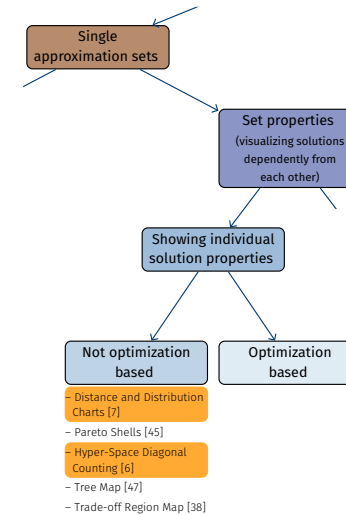 Single
approximation sets
Set properties
(visualizing solutions
dependently from
each other)
Showing individual
solution properties
Not optimization
based
Optimization
based
– Distance and Distribution
Charts [7]
– Pareto Shells [45]
– Hyper-Space Diagonal
Counting [6]
– Tree Map [47]
– Trade-off Region Map [38]